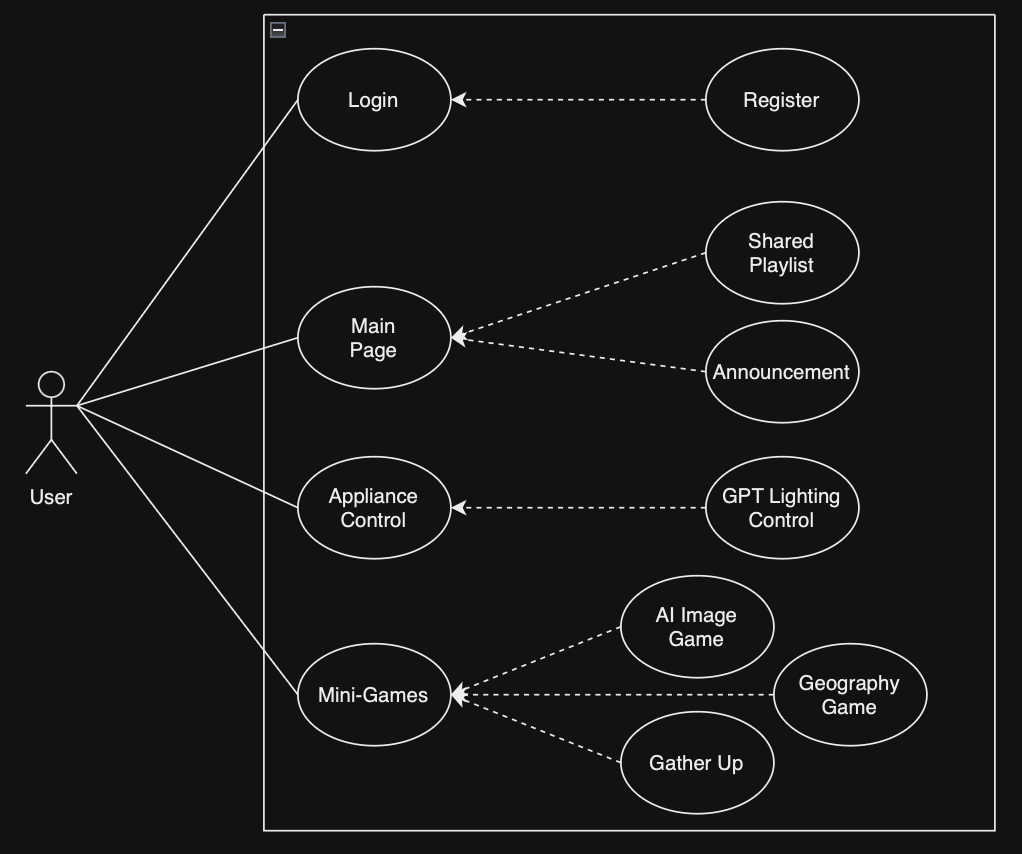 Login
Register
Shared
Playlist
Main
Page
Announcement
User
Appliance
Control
GPT Lighting
Control
AI Image
Game
Mini-Games
Geography
Game
Gather Up